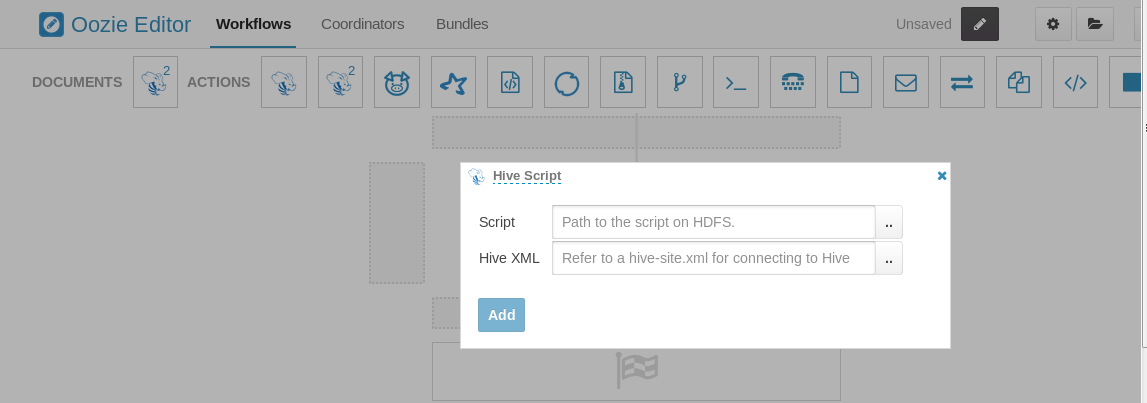 Oozie Editor Workflows Coordinators Bundles Unsaved
DOCUMENTS 2 ACTIONS 2
Hive Script
Script Path to the script on HDFS. ..
Hive XML Refer to a hive-site.xml for connecting to Hive ..
Add